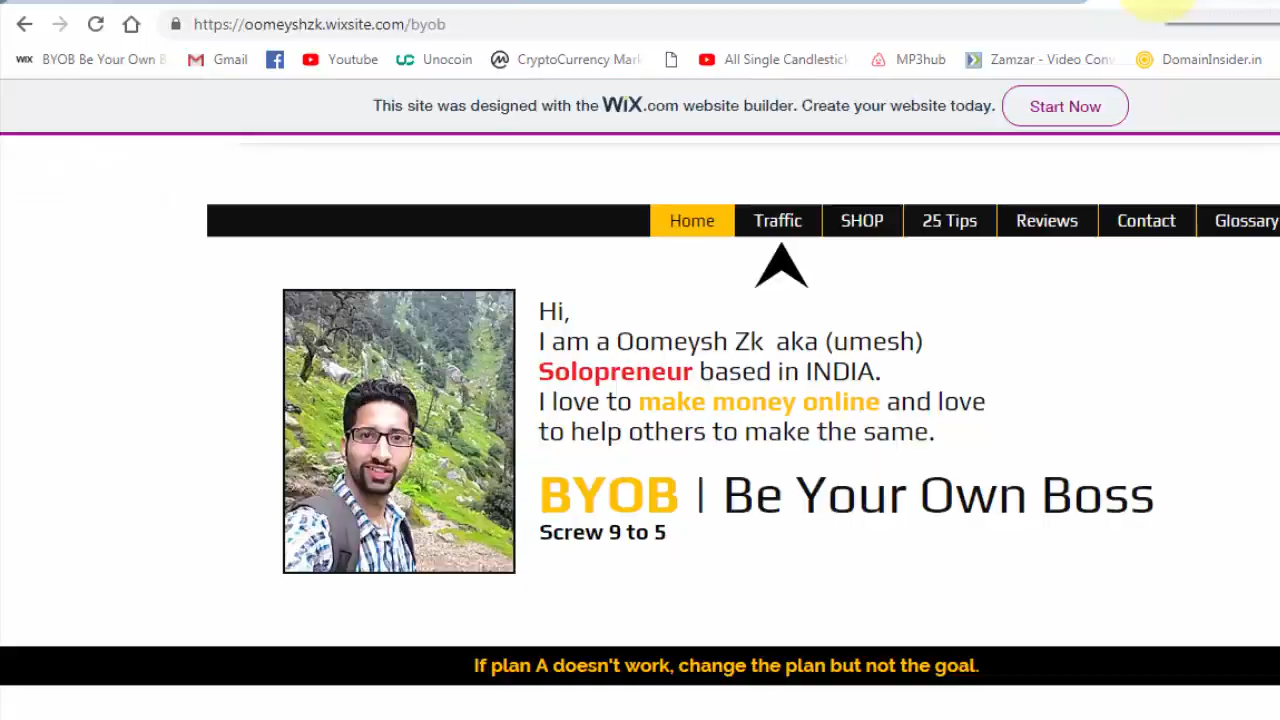 https://oomeyshzk.wixsite.com/byob
WIX BYOB Be Your Own B Gmail Youtube Unocoin CryptoCurrency Mark All Single Candlestick MP3hub Zamzar - Video Conv DomainInsider.in
This site was designed with the WiX.com website builder. Create your website today. Start Now
Home Traffic SHOP 25 Tips Reviews Contact Glossary
Hi,
I am a Oomeysh Zk aka (umesh)
Solopreneur based in INDIA.
I love to make money online and love
to help others to make the same.
BYOB | Be Your Own Boss
Screw 9 to 5
If plan A doesn't work, change the plan but not the goal.